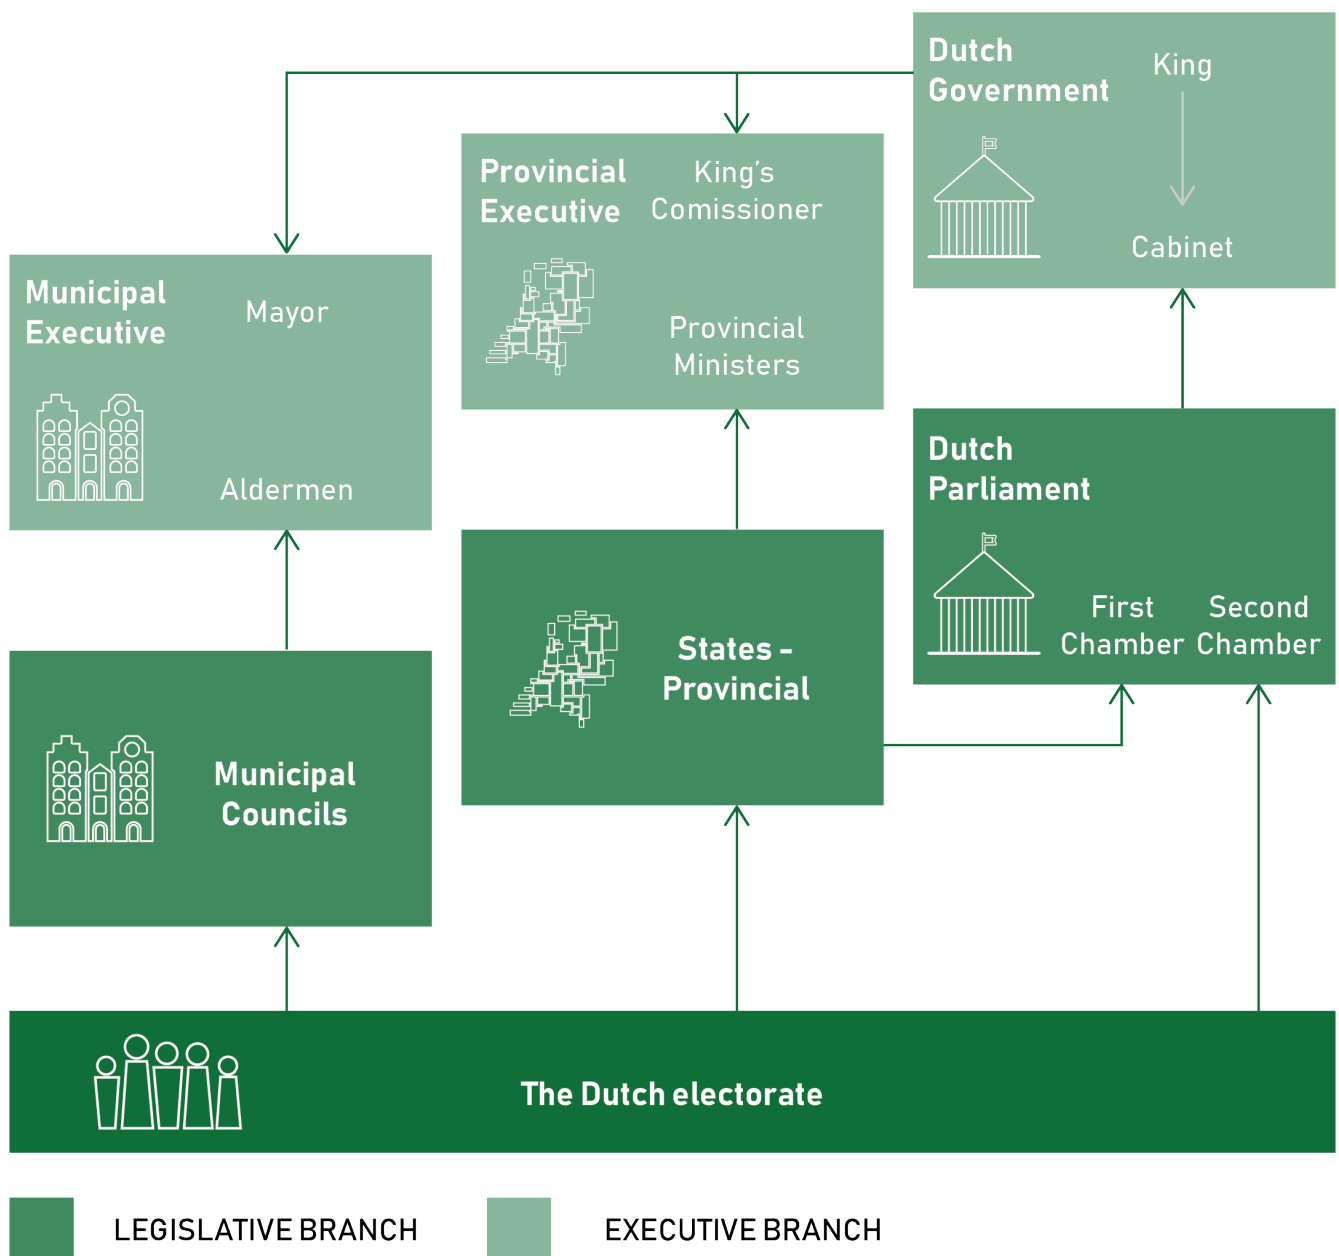 Dutch
Government
King
Cabinet
Provincial
Executive
King's
Comissioner
Provincial
Ministers
Municipal
Executive
Mayor
Aldermen
Dutch
Parliament
First
Chamber
Second
Chamber
States -
Provincial
Municipal
Councils
The Dutch electorate
LEGISLATIVE BRANCH
EXECUTIVE BRANCH